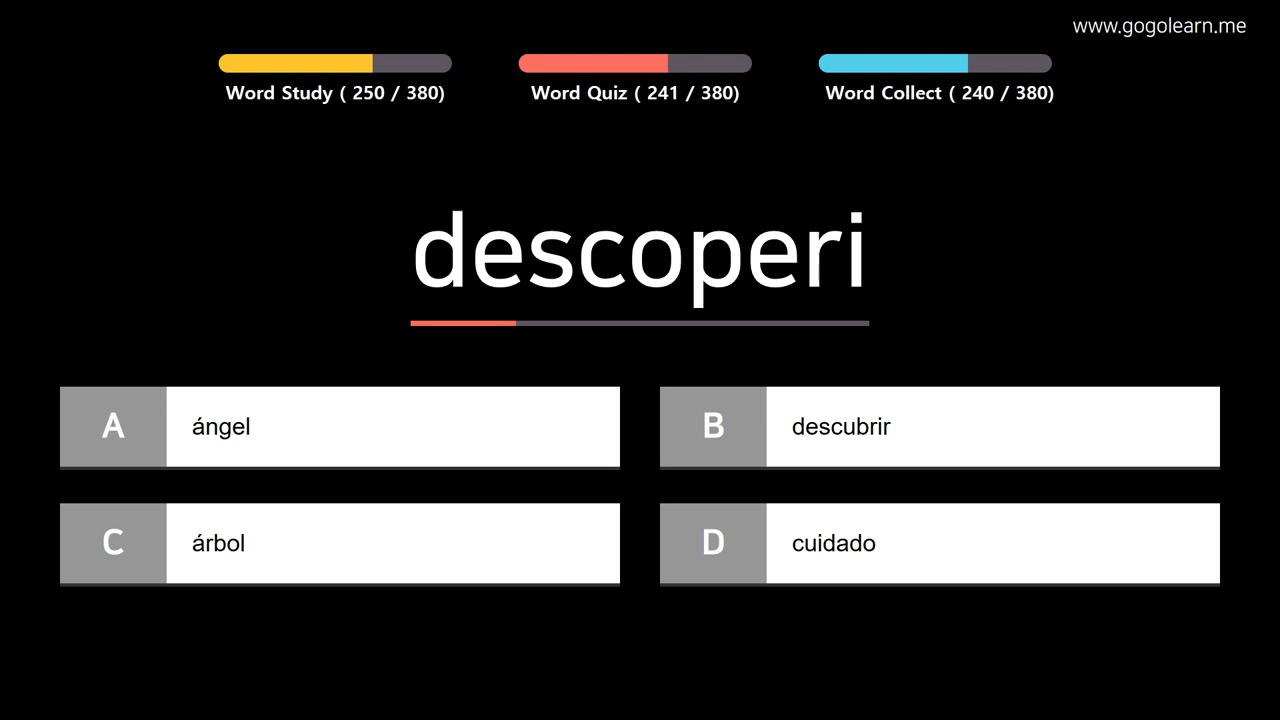 www.gogolearn.me
Word Study ( 250 / 380)
Word Quiz ( 241 / 380)
Word Collect ( 240 / 380)
descoperi
A ángel
B descubrir
C árbol
D cuidado